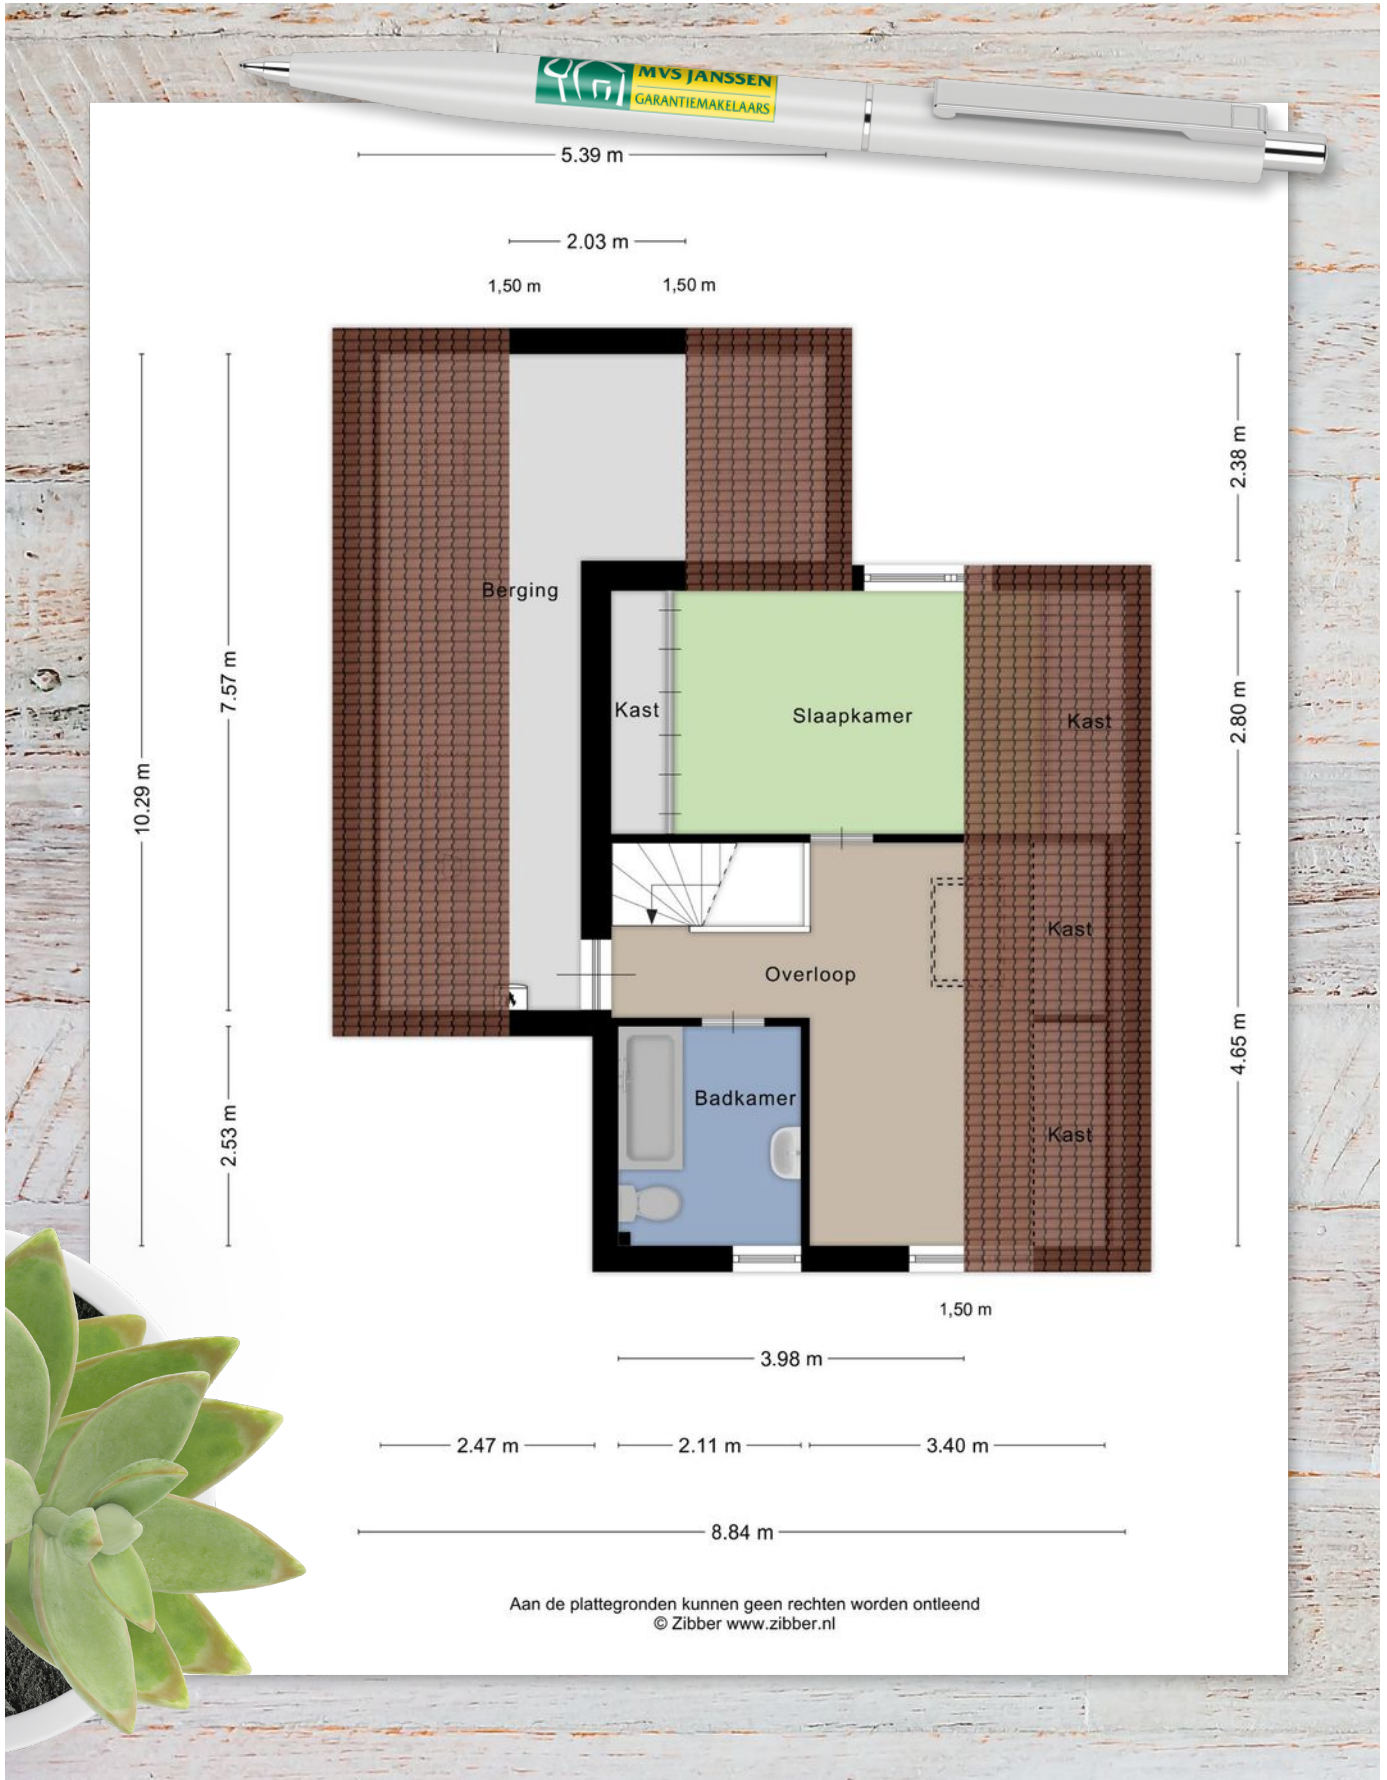 MVS JANSSEN
GARANTIEMAKELAARS
5.39 m
2.03 m
1,50 m
1,50 m
10.29 m
7.57 m
2.53 m
2.38 m
2.80 m
4.65 m
Berging
Kast
Slaapkamer
Kast
Kast
Overloop
Badkamer
Kast
1,50 m
3.98 m
2.47 m
2.11 m
3.40 m
8.84 m
Aan de plattegronden kunnen geen rechten worden ontleend
© Zibber www.zibber.nl